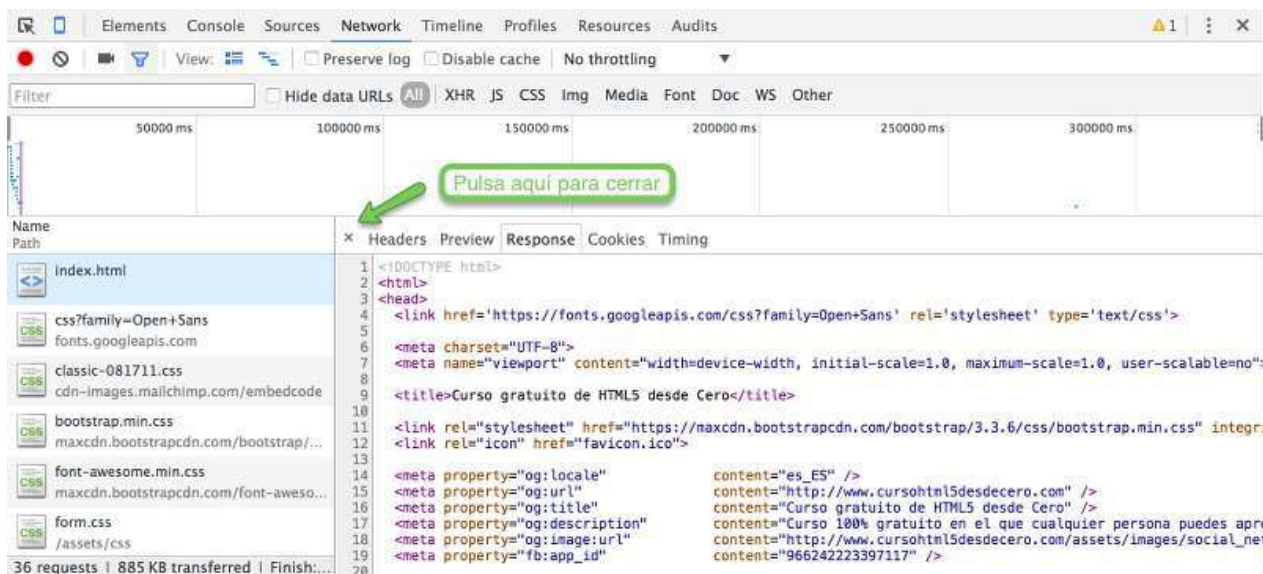 Elements Console Sources Network Timeline Profiles Resources Audits 1
View: Preserve log Disable cache No throttling
Filter Hide data URLs All XHR JS CSS Img Media Font Doc WS Other
50000 ms 100000 ms 150000 ms 200000 ms 250000 ms 300000 ms
Pulsa aquí para cerrar
Name
Path
× Headers Preview Response Cookies Timing
index.html
css?family=Open+Sans
fonts.googleapis.com
classic-081711.css
cdn-images.mailchimp.com/embedcode
bootstrap.min.css
maxcdn.bootstrapcdn.com/bootstrap/...
font-awesome.min.css
maxcdn.bootstrapcdn.com/font-aweso...
form.css
/assets/css
36 requests | 885 KB transferred | Finish:...
1 <!DOCTYPE html>
2 <html>
3 <head>
4 <link href='https://fonts.googleapis.com/css?family=Open+Sans' rel='stylesheet' type='text/css'>
5
6 <meta charset="UTF-8">
7 <meta name="viewport" content="width=device-width, initial-scale=1.0, maximum-scale=1.0, user-scalable=no">
8
9 <title>Curso gratuito de HTML5 desde Cero</title>
10
11 <link rel="stylesheet" href="https://maxcdn.bootstrapcdn.com/bootstrap/3.3.6/css/bootstrap.min.css" integri
12 <link rel="icon" href="favicon.ico">
13
14 <meta property="og:locale" content="es_ES" />
15 <meta property="og:url" content="http://www.cursohtml5desdecero.com" />
16 <meta property="og:title" content="Curso gratuito de HTML5 desde Cero" />
17 <meta property="og:description" content="Curso 100% gratuito en el que cualquier persona puedes apre
18 <meta property="og:image:url" content="http://www.cursohtml5desdecero.com/assets/images/social_net
19 <meta property="fb:app_id" content="966242223397117" />
20